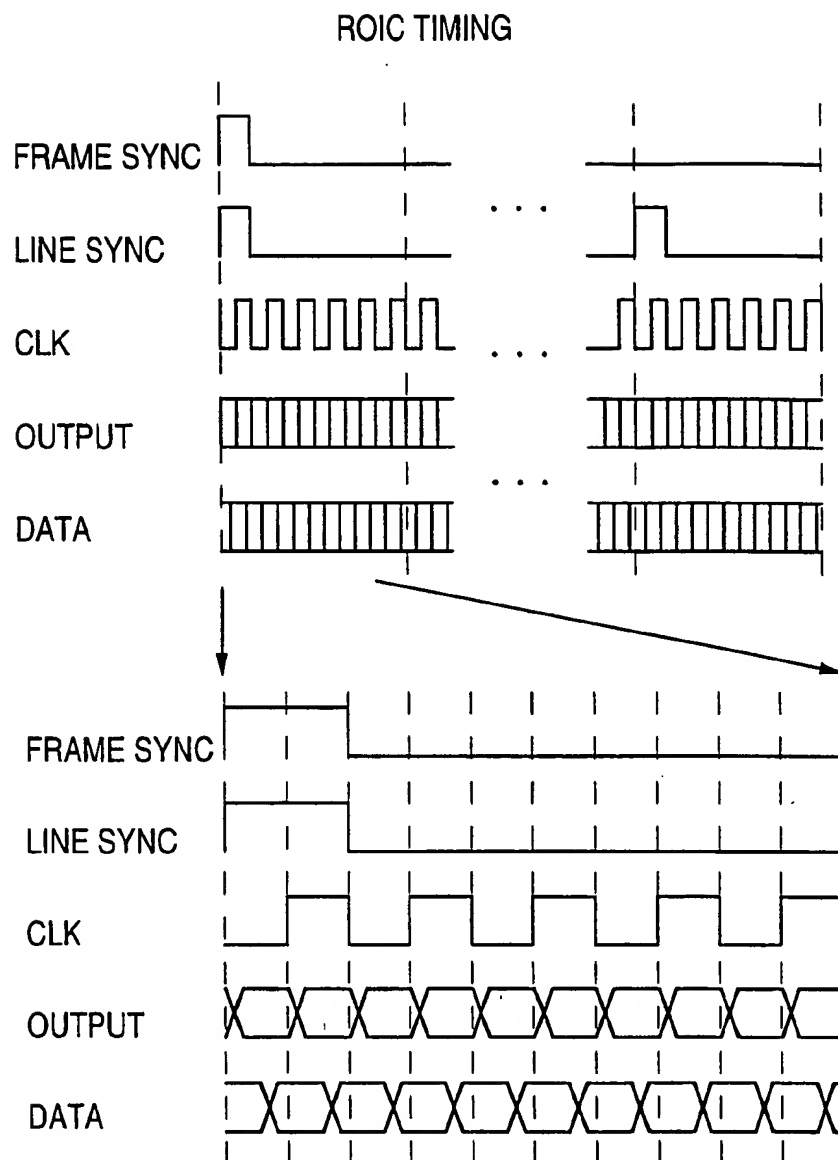 ROIC TIMING
FRAME SYNC
LINE SYNC
. . .
CLK
. . .
OUTPUT
. . .
DATA
FRAME SYNC
LINE SYNC
CLK
OUTPUT
DATA